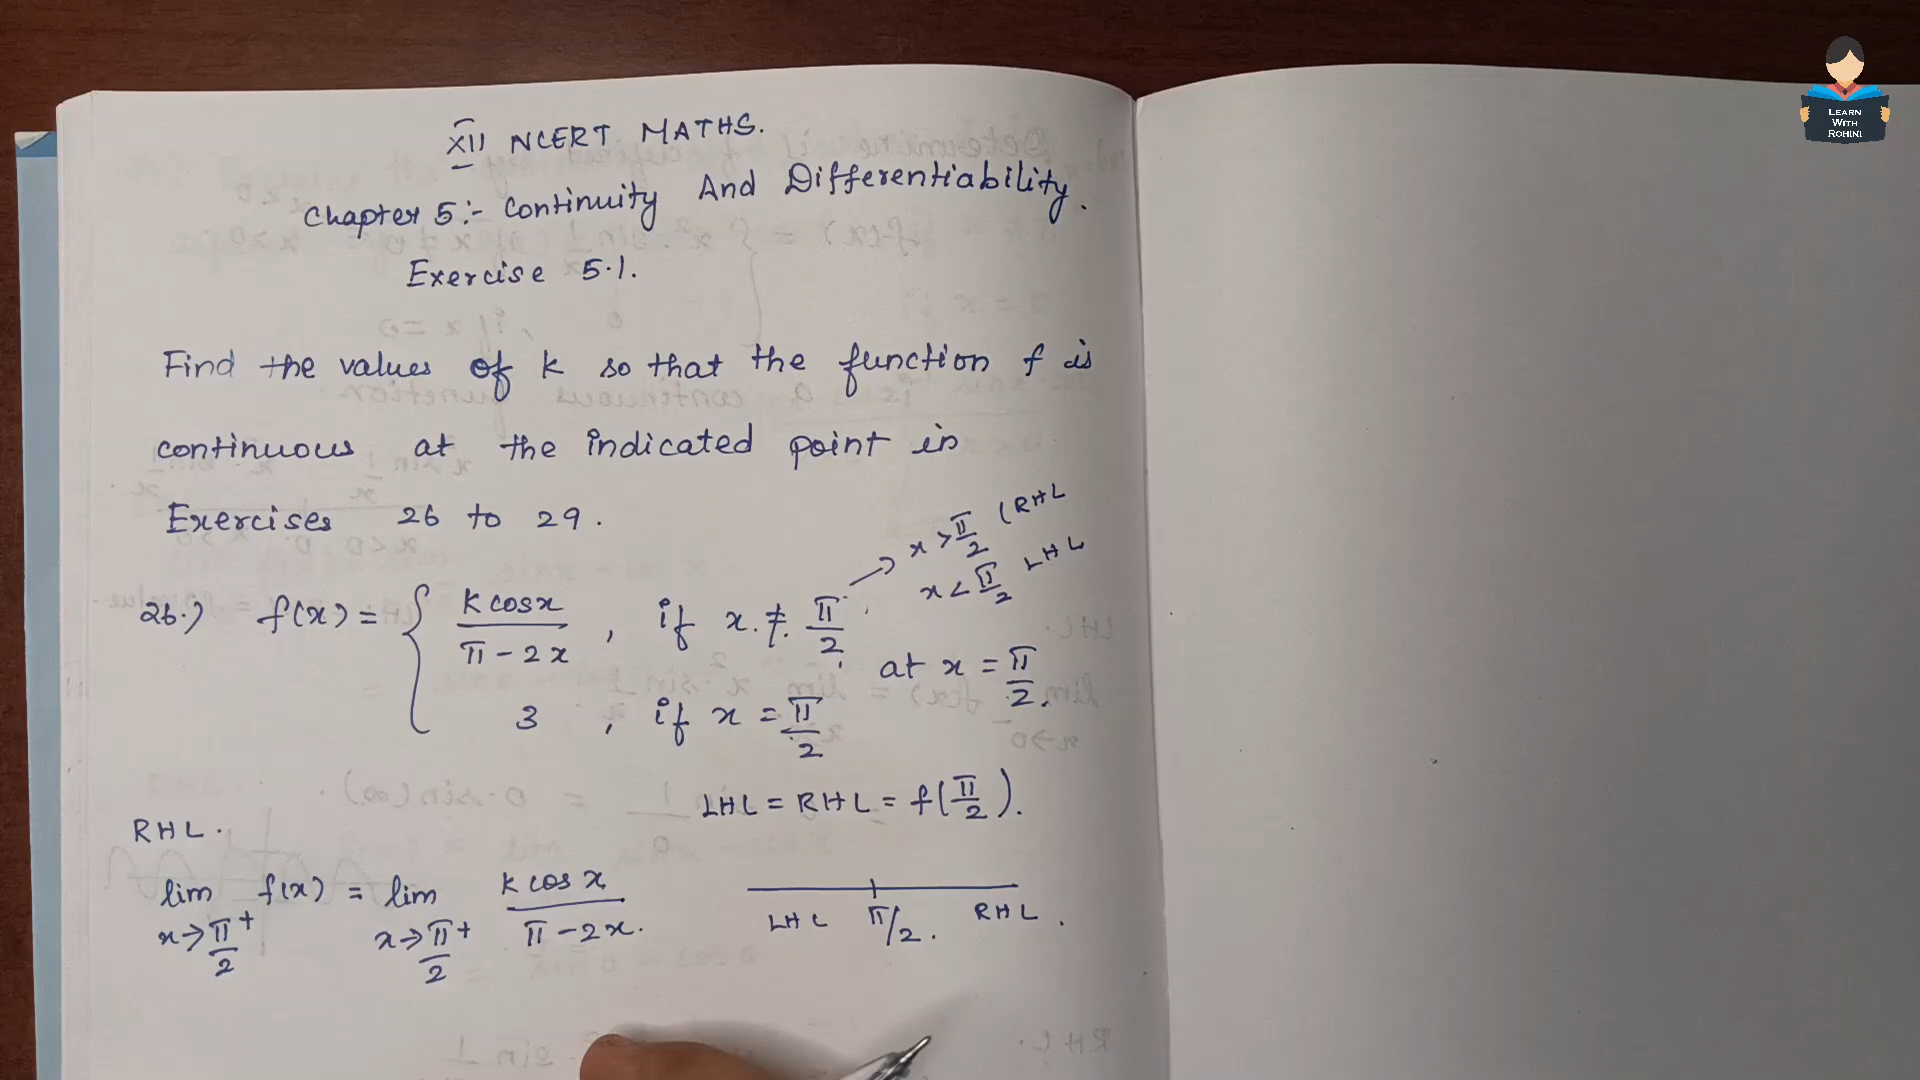 LEARN
WITH
ROHINI
XII NCERT MATHS.
Chapter 5:- Continuity And Differentiability.
Exercise 5.1.
Find the values of k so that the function f is
continuous at the indicated point in
Exercises 26 to 29.
x > π/2 (RHL
x < π/2 LHL
26.) f(x) = { k cosx / π - 2x , if x ≠ π/2
at x = π/2.
3 , if x = π/2
LHL = RHL = f(π/2).
RHL.
lim x→π/2+ f(x) = lim x→π/2+ k cos x / π - 2x.
LHL π/2. RHL.